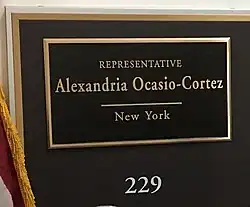 REPRESENTATIVE
Alexandria Ocasio-Cortez
New York
229